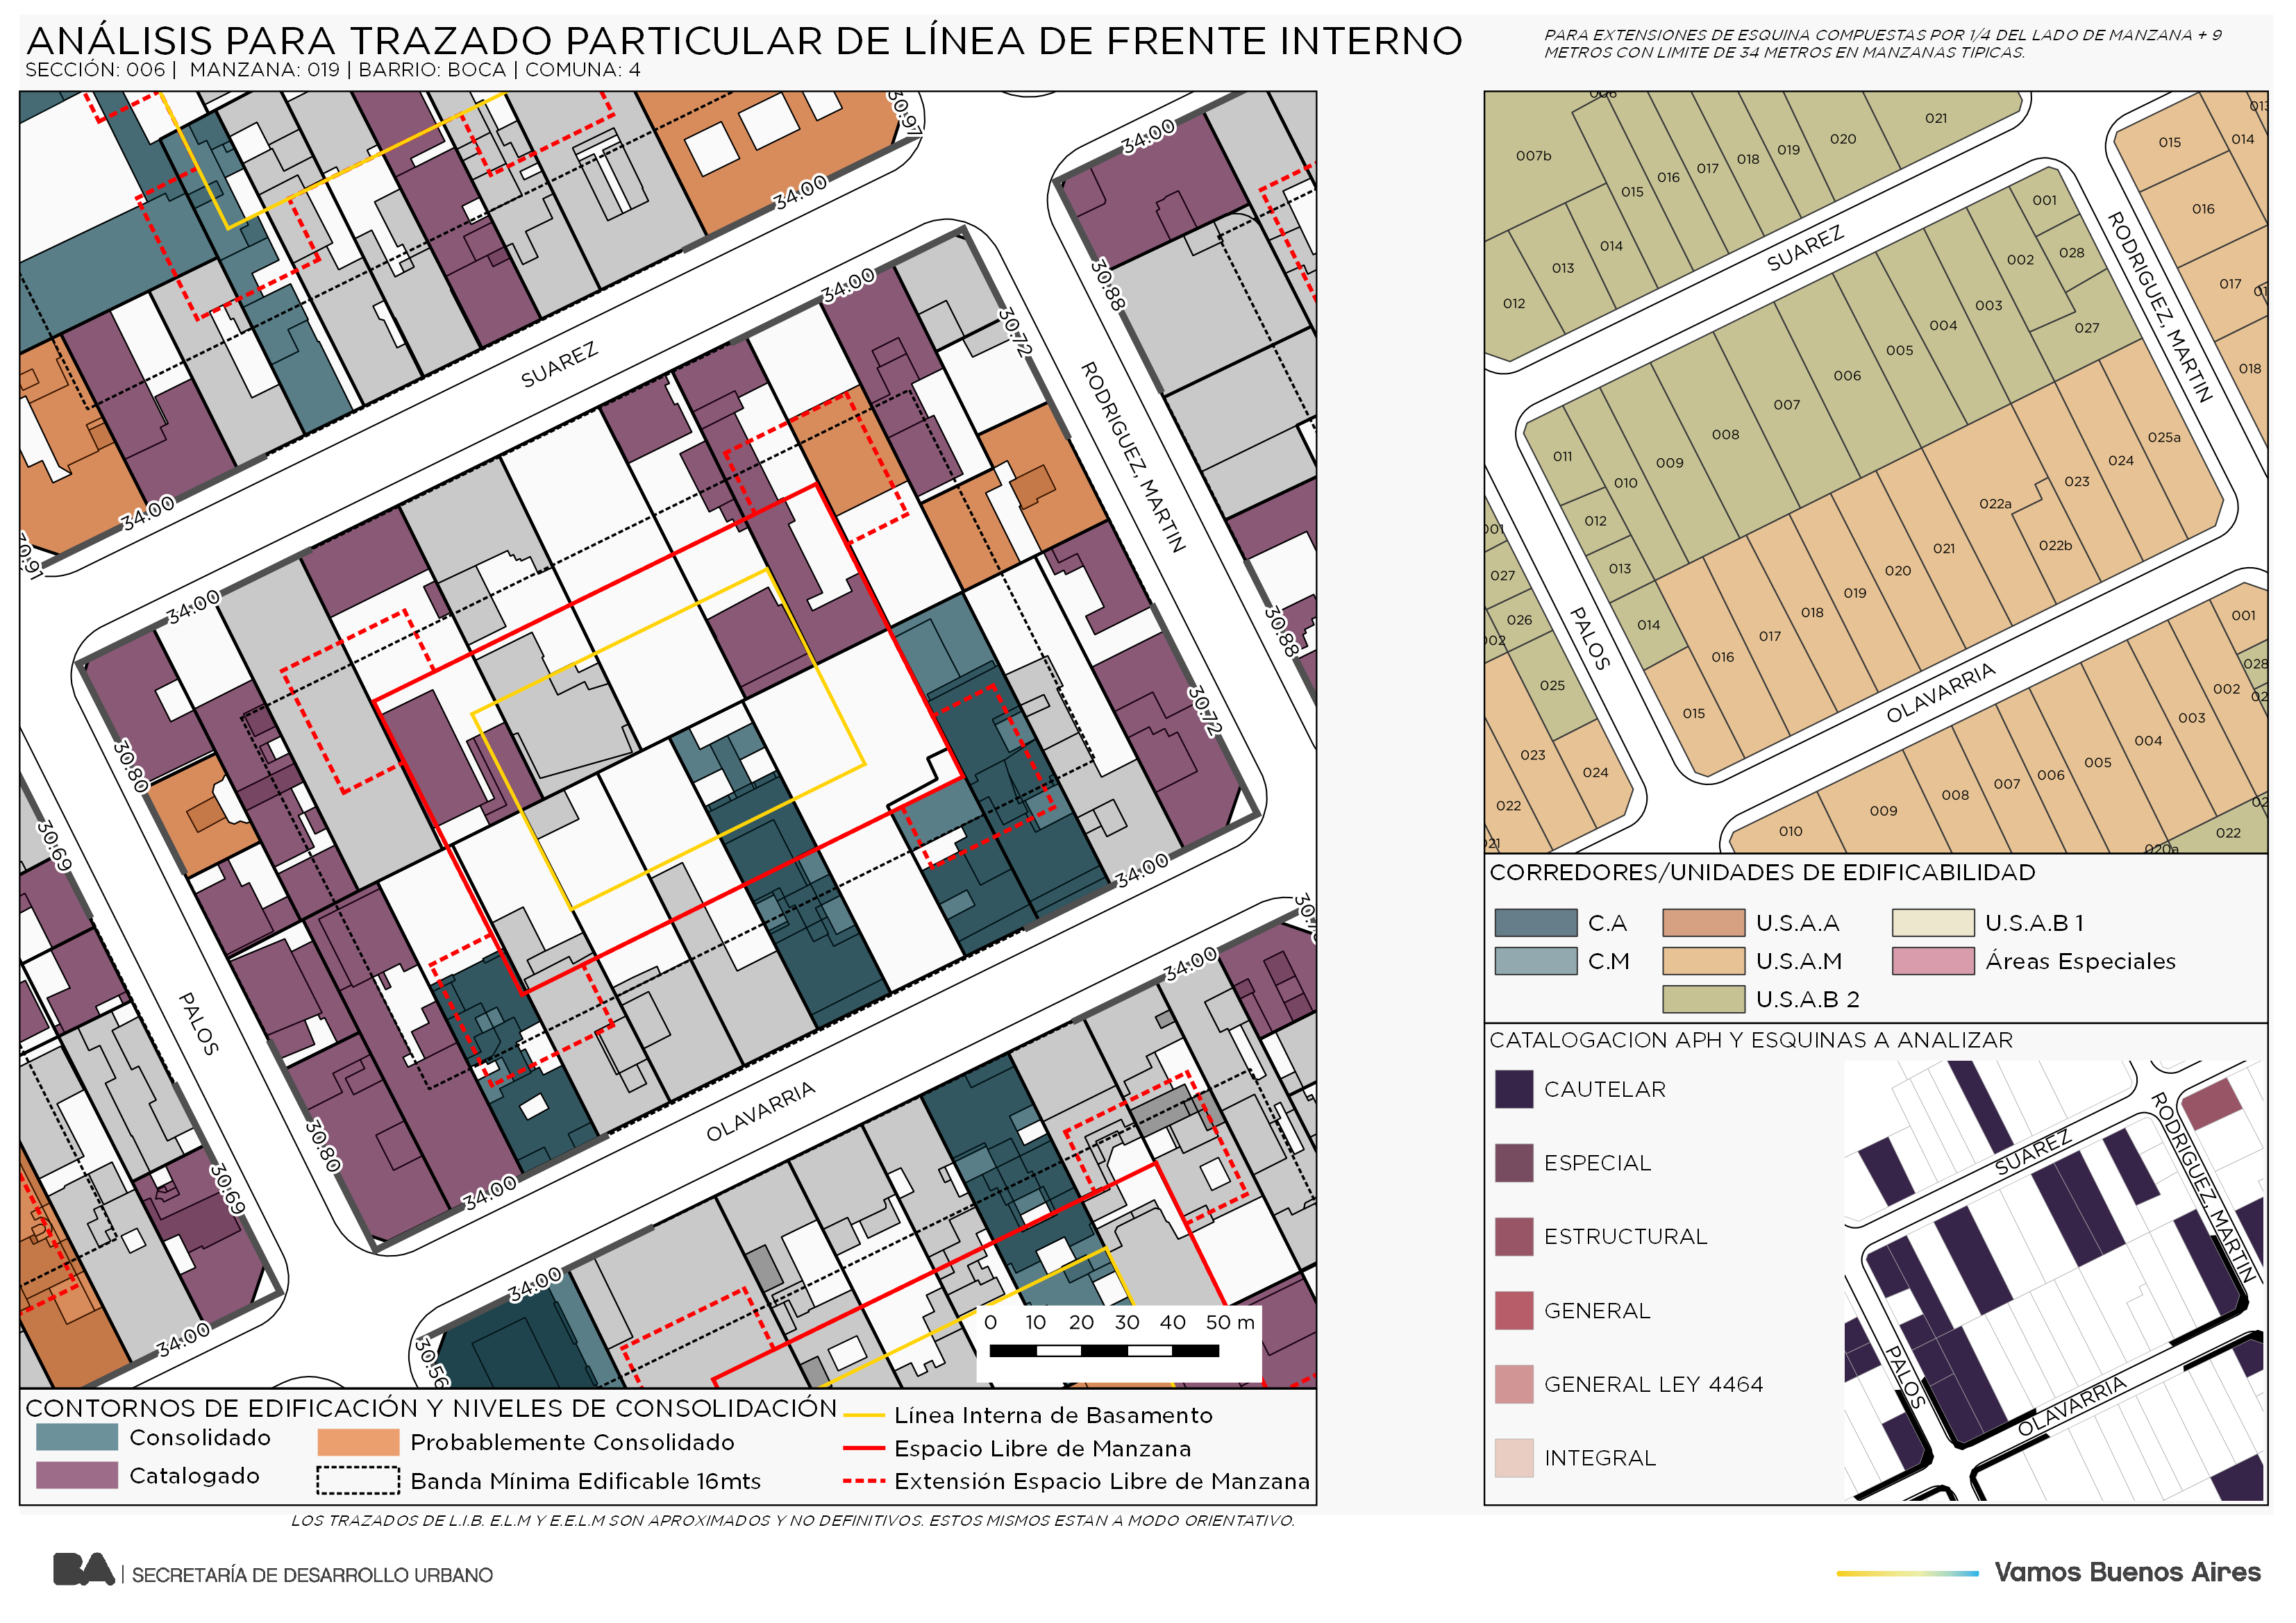 ANÁLISIS PARA TRAZADO PARTICULAR DE LÍNEA DE FRENTE INTERNO
SECCIÓN: 006 | MANZANA: 019 | BARRIO: BOCA | COMUNA: 4
PARA EXTENSIONES DE ESQUINA COMPUESTAS POR 1/4 DEL LADO DE MANZANA + 9
METROS CON LIMITE DE 34 METROS EN MANZANAS TIPICAS.
30.97
34.00
34.00
30.88
34.00
30.72
SUAREZ
RODRIGUEZ, MARTIN
34.00
30.91
34.00
30.80
30.88
30.72
30.69
34.00
PALOS
OLAVARRIA
30.80
34.00
34.00
30.69
34.00
34.00
30.56
0 10 20 30 40 50 m
007b
015
016
017
018
019
020
021
014
013
012
015
014
016
017
018
SUAREZ
RODRIGUEZ, MARTIN
001
028
002
027
003
004
005
006
007
008
009
010
011
012
013
014
025a
024
023
022a
022b
021
020
019
018
017
016
015
PALOS
OLAVARRIA
027
026
025
023
024
022
001
002
003
004
005
006
007
008
009
010
022
020a
CORREDORES/UNIDADES DE EDIFICABILIDAD
C.A
U.S.A.A
U.S.A.B 1
C.M
U.S.A.M
Áreas Especiales
U.S.A.B 2
CATALOGACION APH Y ESQUINAS A ANALIZAR
CAUTELAR
ESPECIAL
ESTRUCTURAL
GENERAL
GENERAL LEY 4464
INTEGRAL
SUAREZ
RODRIGUEZ, MARTIN
PALOS
OLAVARRIA
CONTORNOS DE EDIFICACIÓN Y NIVELES DE CONSOLIDACIÓN
Consolidado
Probablemente Consolidado
Catalogado
Banda Mínima Edificable 16mts
Línea Interna de Basamento
Espacio Libre de Manzana
Extensión Espacio Libre de Manzana
LOS TRAZADOS DE L.I.B. E.L.M Y E.E.L.M SON APROXIMADOS Y NO DEFINITIVOS. ESTOS MISMOS ESTAN A MODO ORIENTATIVO.
BA | SECRETARÍA DE DESARROLLO URBANO
Vamos Buenos Aires